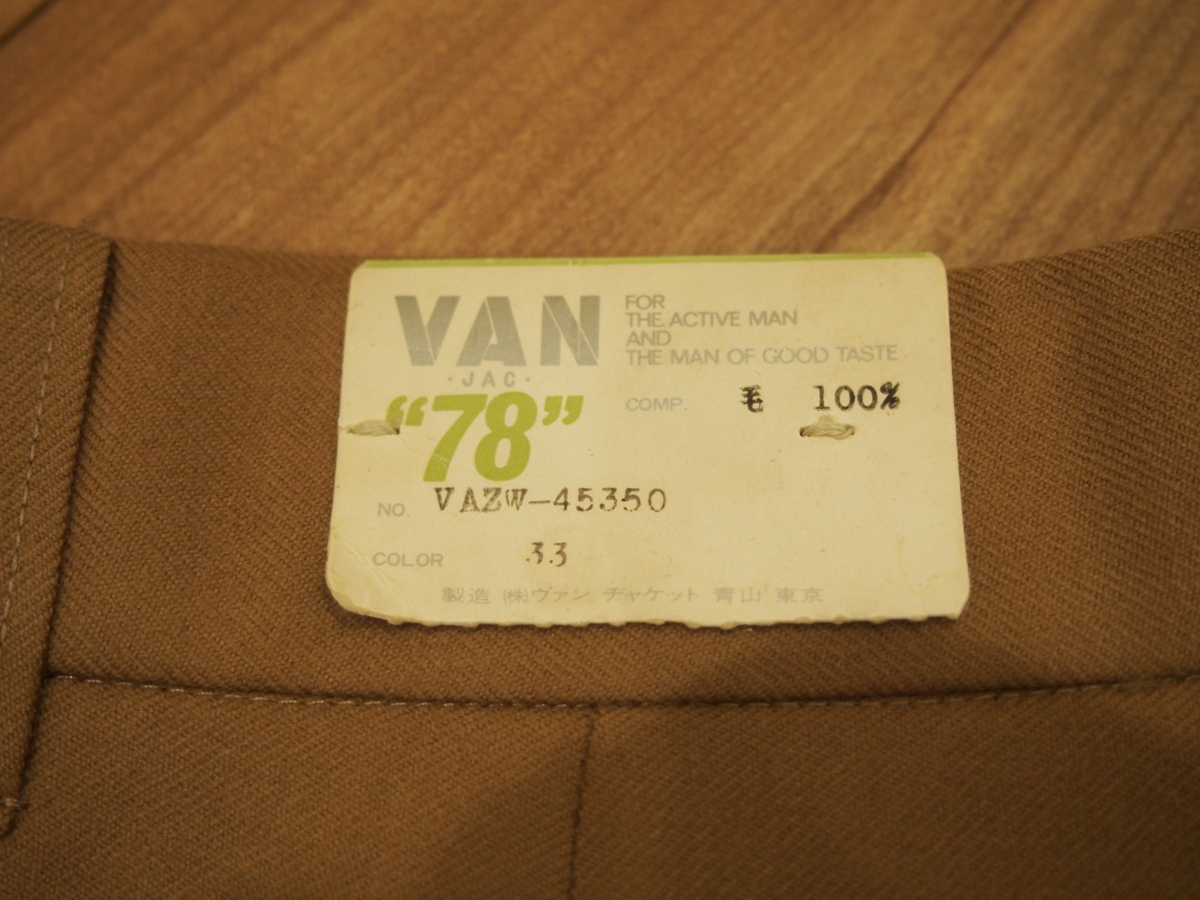 VAN
·JAC·
FOR
THE ACTIVE MAN
AND
THE MAN OF GOOD TASTE
“78”
COMP. 毛 100%
NO. VAZW-45350
COLOR 33
製造 ㈱ヴァン ヂャケット 青山 東京